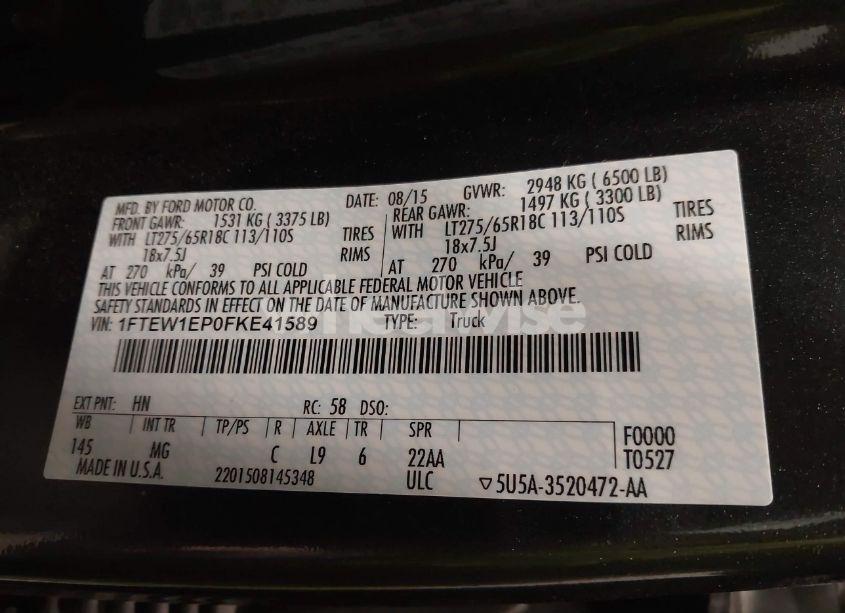 MFD. BY FORD MOTOR CO.
DATE: 08/15
GVWR: 2948 KG ( 6500 LB)
FRONT GAWR: 1531 KG ( 3375 LB)
REAR GAWR: 1497 KG ( 3300 LB)
WITH LT275/65R18C 113/110S TIRES
WITH LT275/65R18C 113/110S TIRES
18x7.5J RIMS
18x7.5J RIMS
AT 270 kPa/ 39 PSI COLD
AT 270 kPa/ 39 PSI COLD
THIS VEHICLE CONFORMS TO ALL APPLICABLE FEDERAL MOTOR VEHICLE
SAFETY STANDARDS IN EFFECT ON THE DATE OF MANUFACTURE SHOWN ABOVE.
VIN: 1FTEW1EP0FKE41589 TYPE: Truck
EXT PNT: HN RC: 58 DSO:
WB INT TR TP/PS R AXLE TR SPR
145 MG C L9 6 22AA
F0000
T0527
MADE IN U.S.A. 2201508145348 ULC
▽5U5A-3520472-AA